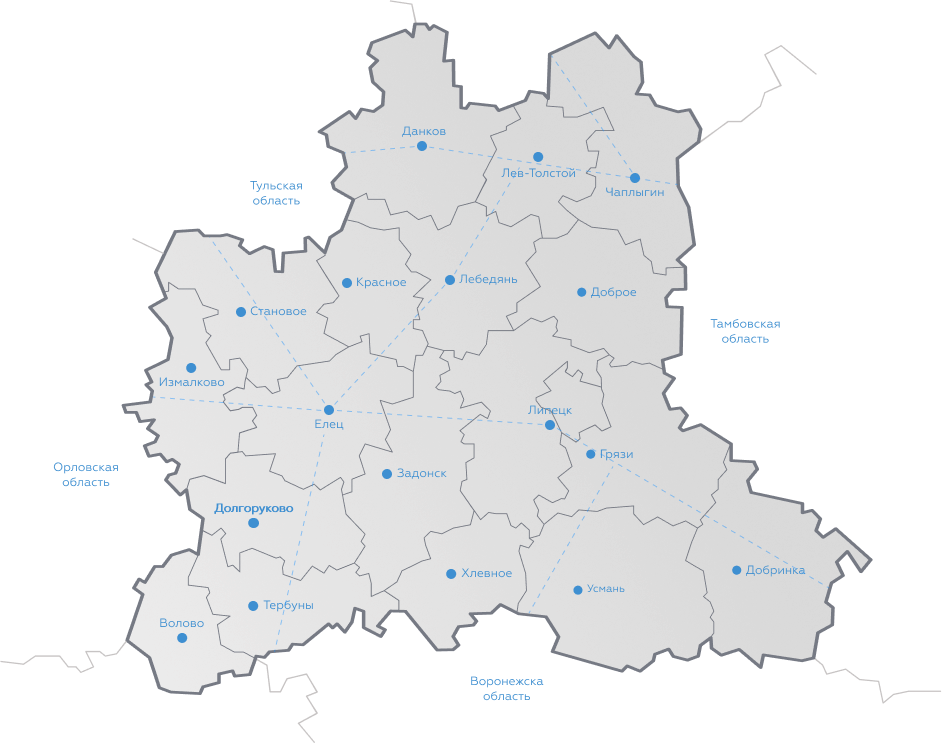 Данков
Лев-Толстой
Чаплыгин
Тульская
область
Красное
Лебедянь
Доброе
Становое
Тамбовская
область
Измалково
Липецк
Елец
Грязи
Орловская
область
Задонск
Долгоруково
Хлевное
Добринка
Усмань
Тербуны
Волово
Воронежска
область